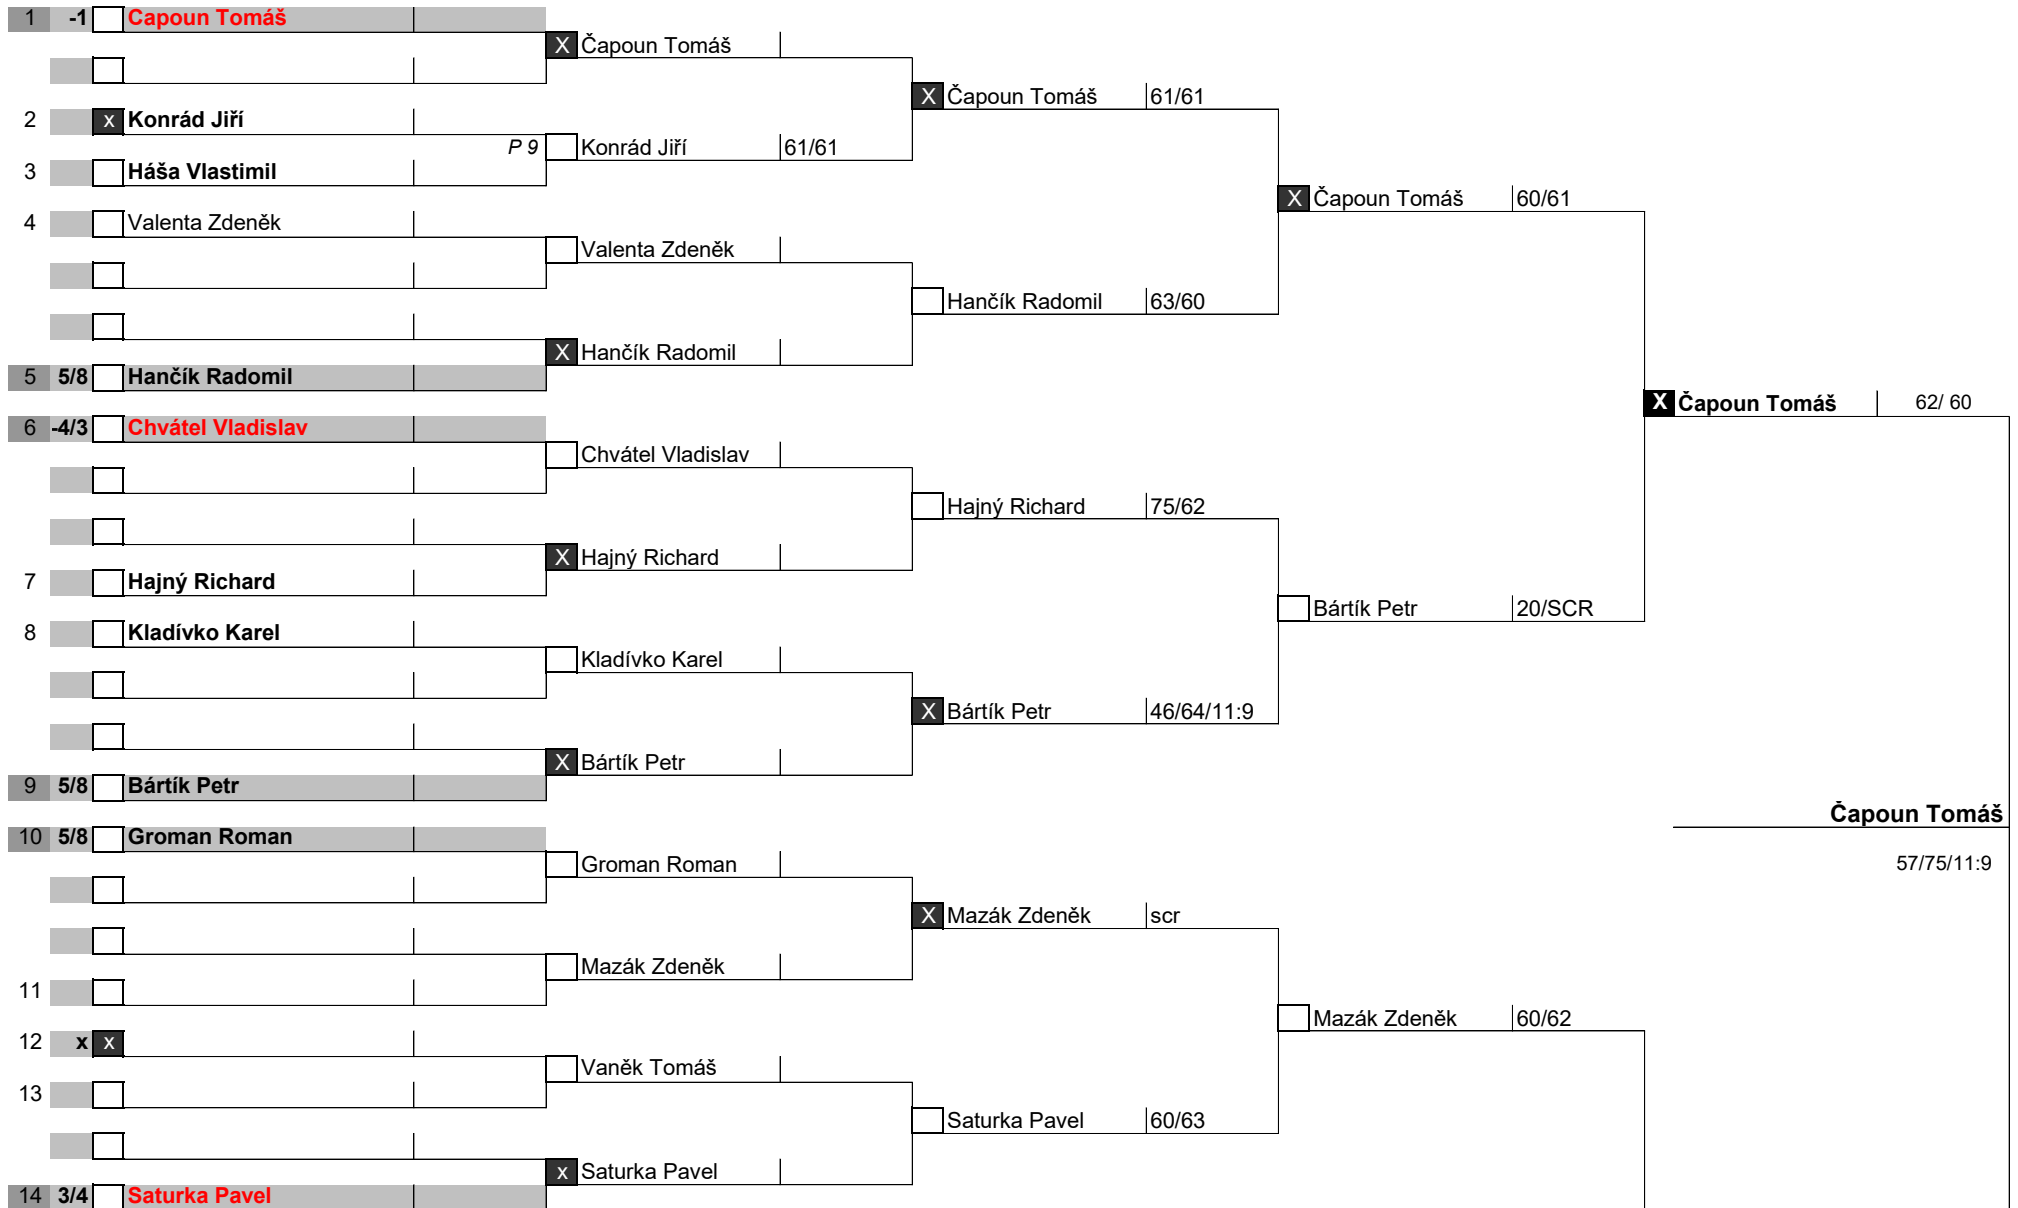 1 -1 Čapoun Tomáš
X Čapoun Tomáš
X Čapoun Tomáš 61/61
2 x Konrád Jiří
P 9 Konrád Jiří 61/61
3 Háša Vlastimil
X Čapoun Tomáš 60/61
4 Valenta Zdeněk
Valenta Zdeněk
Hančík Radomil 63/60
X Hančík Radomil
5 5/8 Hančík Radomil
X Čapoun Tomáš 62/ 60
6 -4/3 Chvátel Vladislav
Chvátel Vladislav
Hajný Richard 75/62
X Hajný Richard
7 Hajný Richard
Bártík Petr 20/SCR
8 Kladívko Karel
Kladívko Karel
X Bártík Petr 46/64/11:9
X Bártík Petr
9 5/8 Bártík Petr
Čapoun Tomáš
10 5/8 Groman Roman
Groman Roman
57/75/11:9
X Mazák Zdeněk scr
Mazák Zdeněk
11
Mazák Zdeněk 60/62
12 x x
Vaněk Tomáš
13
Saturka Pavel 60/63
x Saturka Pavel
14 3/4 Saturka Pavel